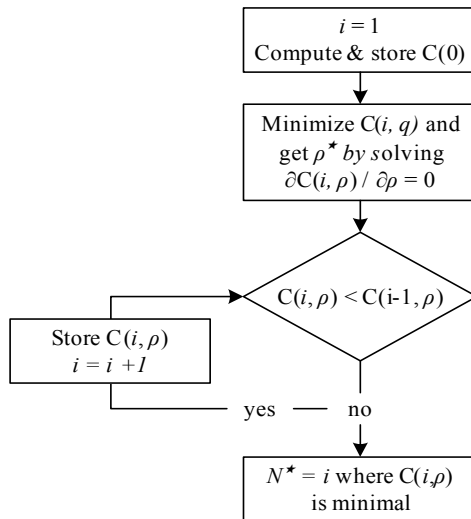 i = 1
Compute & store C(0)
Minimize C(i, q) and
get ρ★ by solving
∂C(i, ρ) / ∂ρ = 0
C(i, ρ) < C(i-1, ρ)
Store C(i, ρ)
i = i +1
yes
no
N★ = i where C(i,ρ)
is minimal